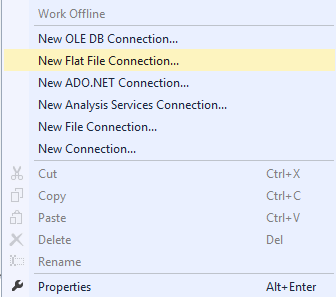 Work Offline
New OLE DB Connection...
New Flat File Connection...
New ADO.NET Connection...
New Analysis Services Connection...
New File Connection...
New Connection...
Cut Ctrl+X
Copy Ctrl+C
Paste Ctrl+V
Delete Del
Rename
Properties Alt+Enter